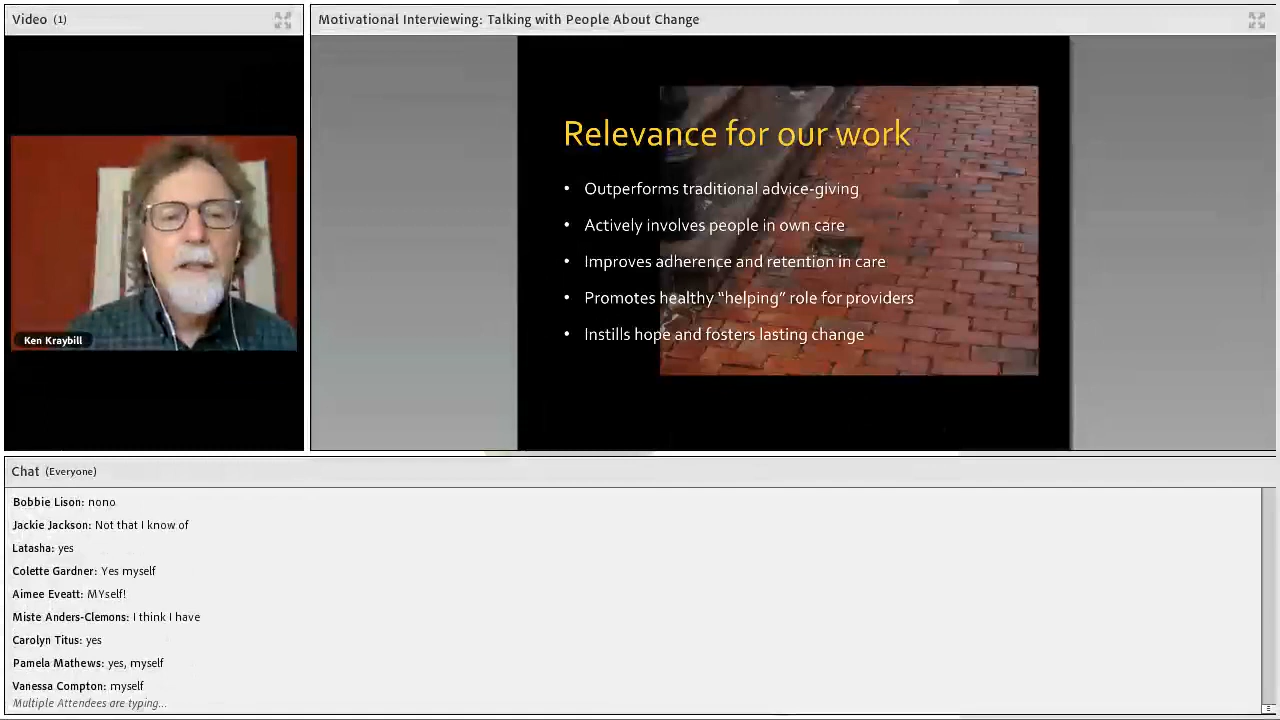 Video (1)
Motivational Interviewing: Talking with People About Change
Ken Kraybill
Relevance for our work
• Outperforms traditional advice-giving
• Actively involves people in own care
• Improves adherence and retention in care
• Promotes healthy “helping” role for providers
• Instills hope and fosters lasting change
Chat (Everyone)
Bobbie Lison: nono
Jackie Jackson: Not that I know of
Latasha: yes
Colette Gardner: Yes myself
Aimee Eveatt: MYself!
Miste Anders-Clemons: I think I have
Carolyn Titus: yes
Pamela Mathews: yes, myself
Vanessa Compton: myself
Multiple Attendees are typing...